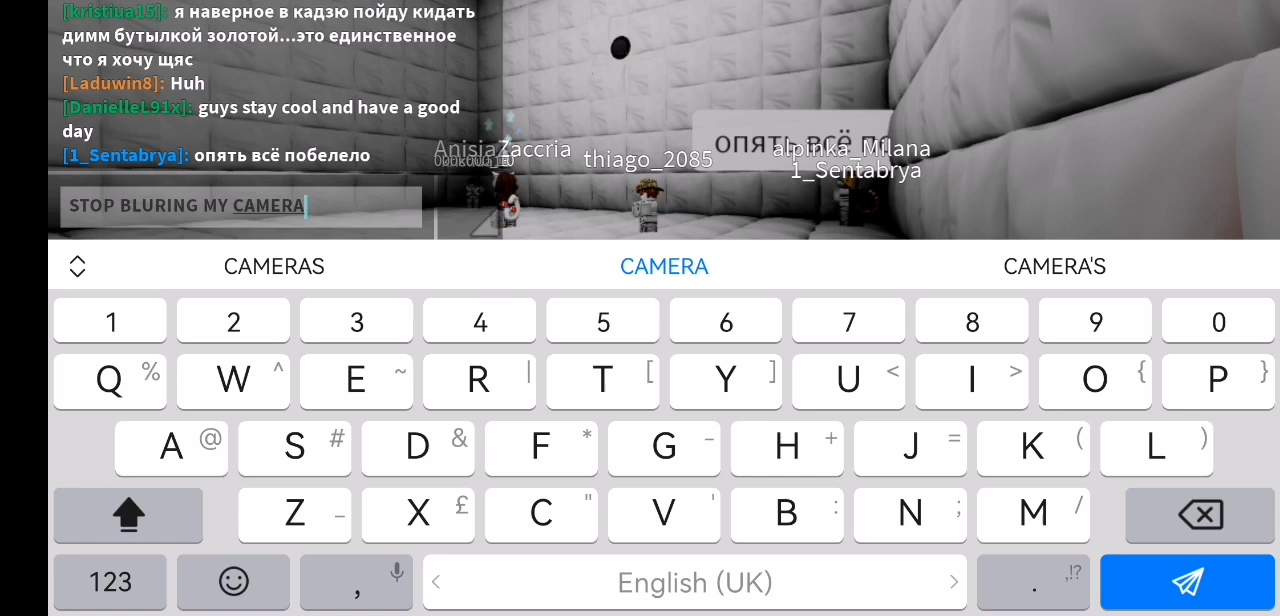 [kristiua15]: я наверное в кадзю пойду кидать
димм бутылкой золотой...это единственное
что я хочу щяс
[Laduwin8]: Huh
[DanielleL91x]: guys stay cool and have a good
day
[1_Sentabrya]: опять всё побелело
опять всё по
AnisiaZaccria
thiago_2085
alpinka_Milana
1_Sentabrya
STOP BLURING MY CAMERA
CAMERAS CAMERA CAMERA'S
1 2 3 4 5 6 7 8 9 0
Q % W ^ E ~ R | T [ Y ] U < I > O { P }
A @ S # D & F * G - H + J = K ( L )
Z _ X £ C " V ' B : N ; M /
123 , < English (UK) > . ,!?